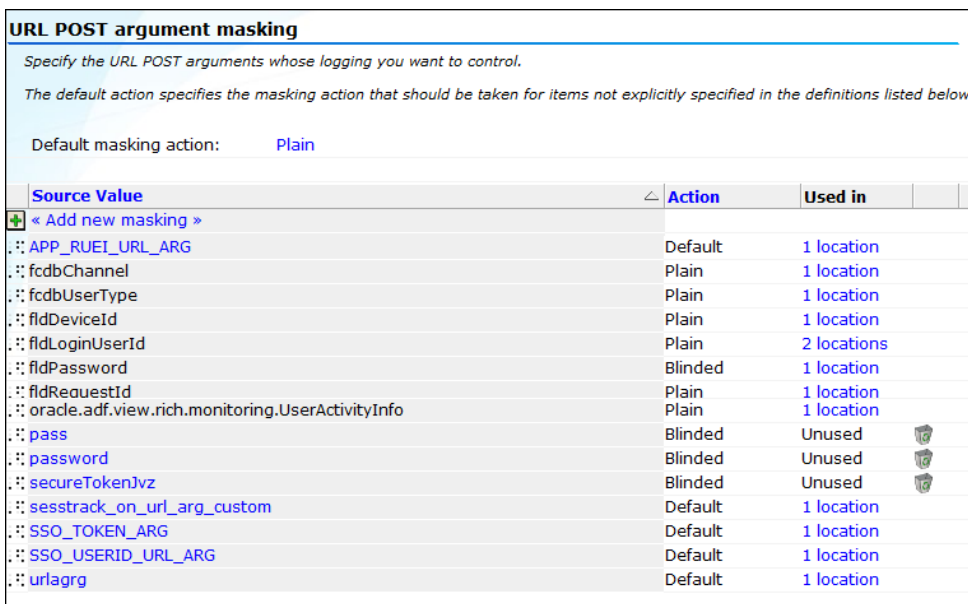 URL POST argument masking
Specify the URL POST arguments whose logging you want to control.
The default action specifies the masking action that should be taken for items not explicitly specified in the definitions listed below
Default masking action: Plain
Source Value Action Used in
« Add new masking »
APP_RUEI_URL_ARG Default 1 location
fcdbChannel Plain 1 location
fcdbUserType Plain 1 location
fldDeviceId Plain 1 location
fldLoginUserId Plain 2 locations
fldPassword Blinded 1 location
fldRequestId Plain 1 location
oracle.adf.view.rich.monitoring.UserActivityInfo Plain 1 location
pass Blinded Unused
password Blinded Unused
secureTokenJvz Blinded Unused
sesstrack_on_url_arg_custom Default 1 location
SSO_TOKEN_ARG Default 1 location
SSO_USERID_URL_ARG Default 1 location
urlagrg Default 1 location